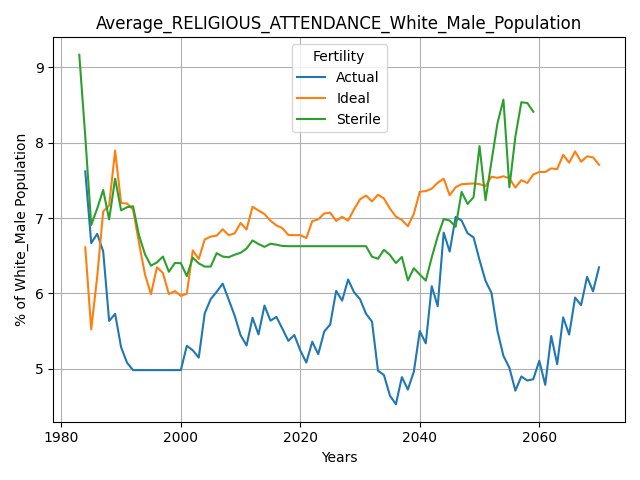 Average_RELIGIOUS_ATTENDANCE_White_Male_Population
Fertility
Actual
Ideal
Sterile
% of White_Male Population
9
8
7
6
5
1980
2000
2020
2040
2060
Years